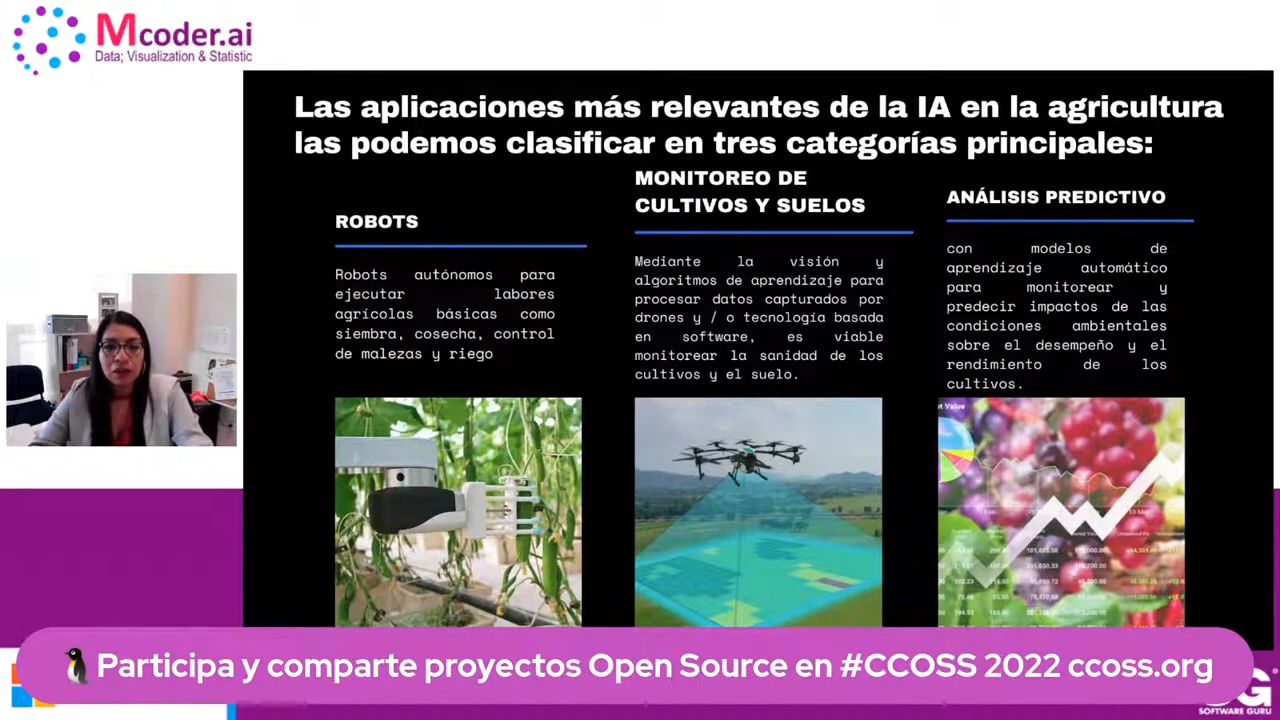 Mcoder.ai
Data; Visualization & Statistic
Las aplicaciones más relevantes de la IA en la agricultura
las podemos clasificar en tres categorías principales:
ROBOTS
Robots autónomos para
ejecutar labores
agrícolas básicas como
siembra, cosecha, control
de malezas y riego
MONITOREO DE
CULTIVOS Y SUELOS
Mediante la visión y
algoritmos de aprendizaje para
procesar datos capturados por
drones y / o tecnología basada
en software, es viable
monitorear la sanidad de los
cultivos y el suelo.
ANÁLISIS PREDICTIVO
con modelos de
aprendizaje automático
para monitorear y
predecir impactos de las
condiciones ambientales
sobre el desempeño y el
rendimiento de los
cultivos.
Participa y comparte proyectos Open Source en #CCOSS 2022 ccoss.org
SOFTWARE GURU